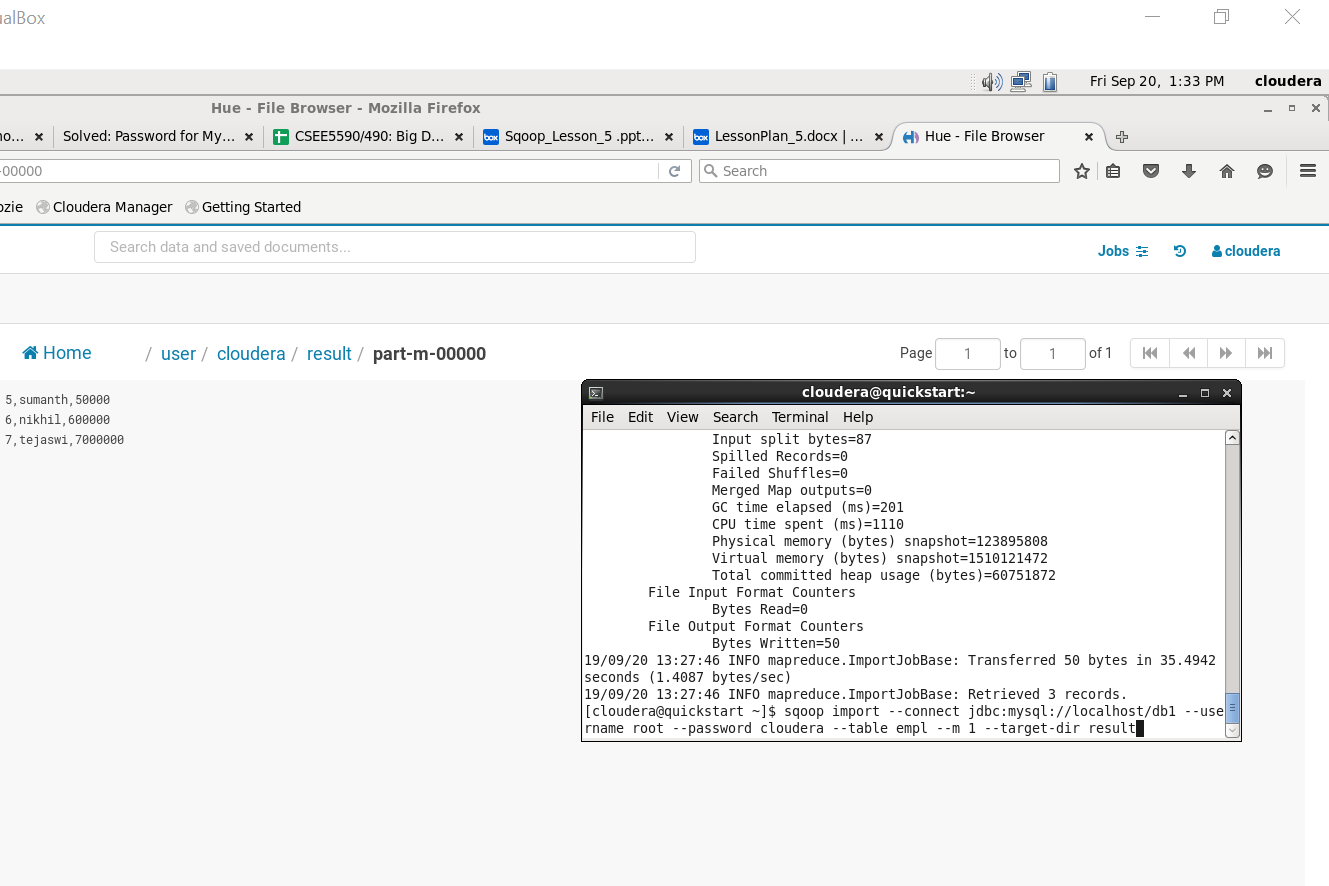 ualBox
Fri Sep 20, 1:33 PM cloudera
Hue - File Browser - Mozilla Firefox
no... Solved: Password for My... CSEE5590/490: Big D... box Sqoop_Lesson_5 .ppt... box LessonPlan_5.docx | ... Hue - File Browser
-00000 Search
ozie Cloudera Manager Getting Started
Search data and saved documents...
Jobs cloudera
Home / user / cloudera / result / part-m-00000 Page 1 to 1 of 1
5,sumanth,50000
6,nikhil,600000
7,tejaswi,7000000
cloudera@quickstart:~
File Edit View Search Terminal Help
Input split bytes=87
Spilled Records=0
Failed Shuffles=0
Merged Map outputs=0
GC time elapsed (ms)=201
CPU time spent (ms)=1110
Physical memory (bytes) snapshot=123895808
Virtual memory (bytes) snapshot=1510121472
Total committed heap usage (bytes)=60751872
File Input Format Counters
Bytes Read=0
File Output Format Counters
Bytes Written=50
19/09/20 13:27:46 INFO mapreduce.ImportJobBase: Transferred 50 bytes in 35.4942
seconds (1.4087 bytes/sec)
19/09/20 13:27:46 INFO mapreduce.ImportJobBase: Retrieved 3 records.
[cloudera@quickstart ~]$ sqoop import --connect jdbc:mysql://localhost/db1 --use
rname root --password cloudera --table empl --m 1 --target-dir result